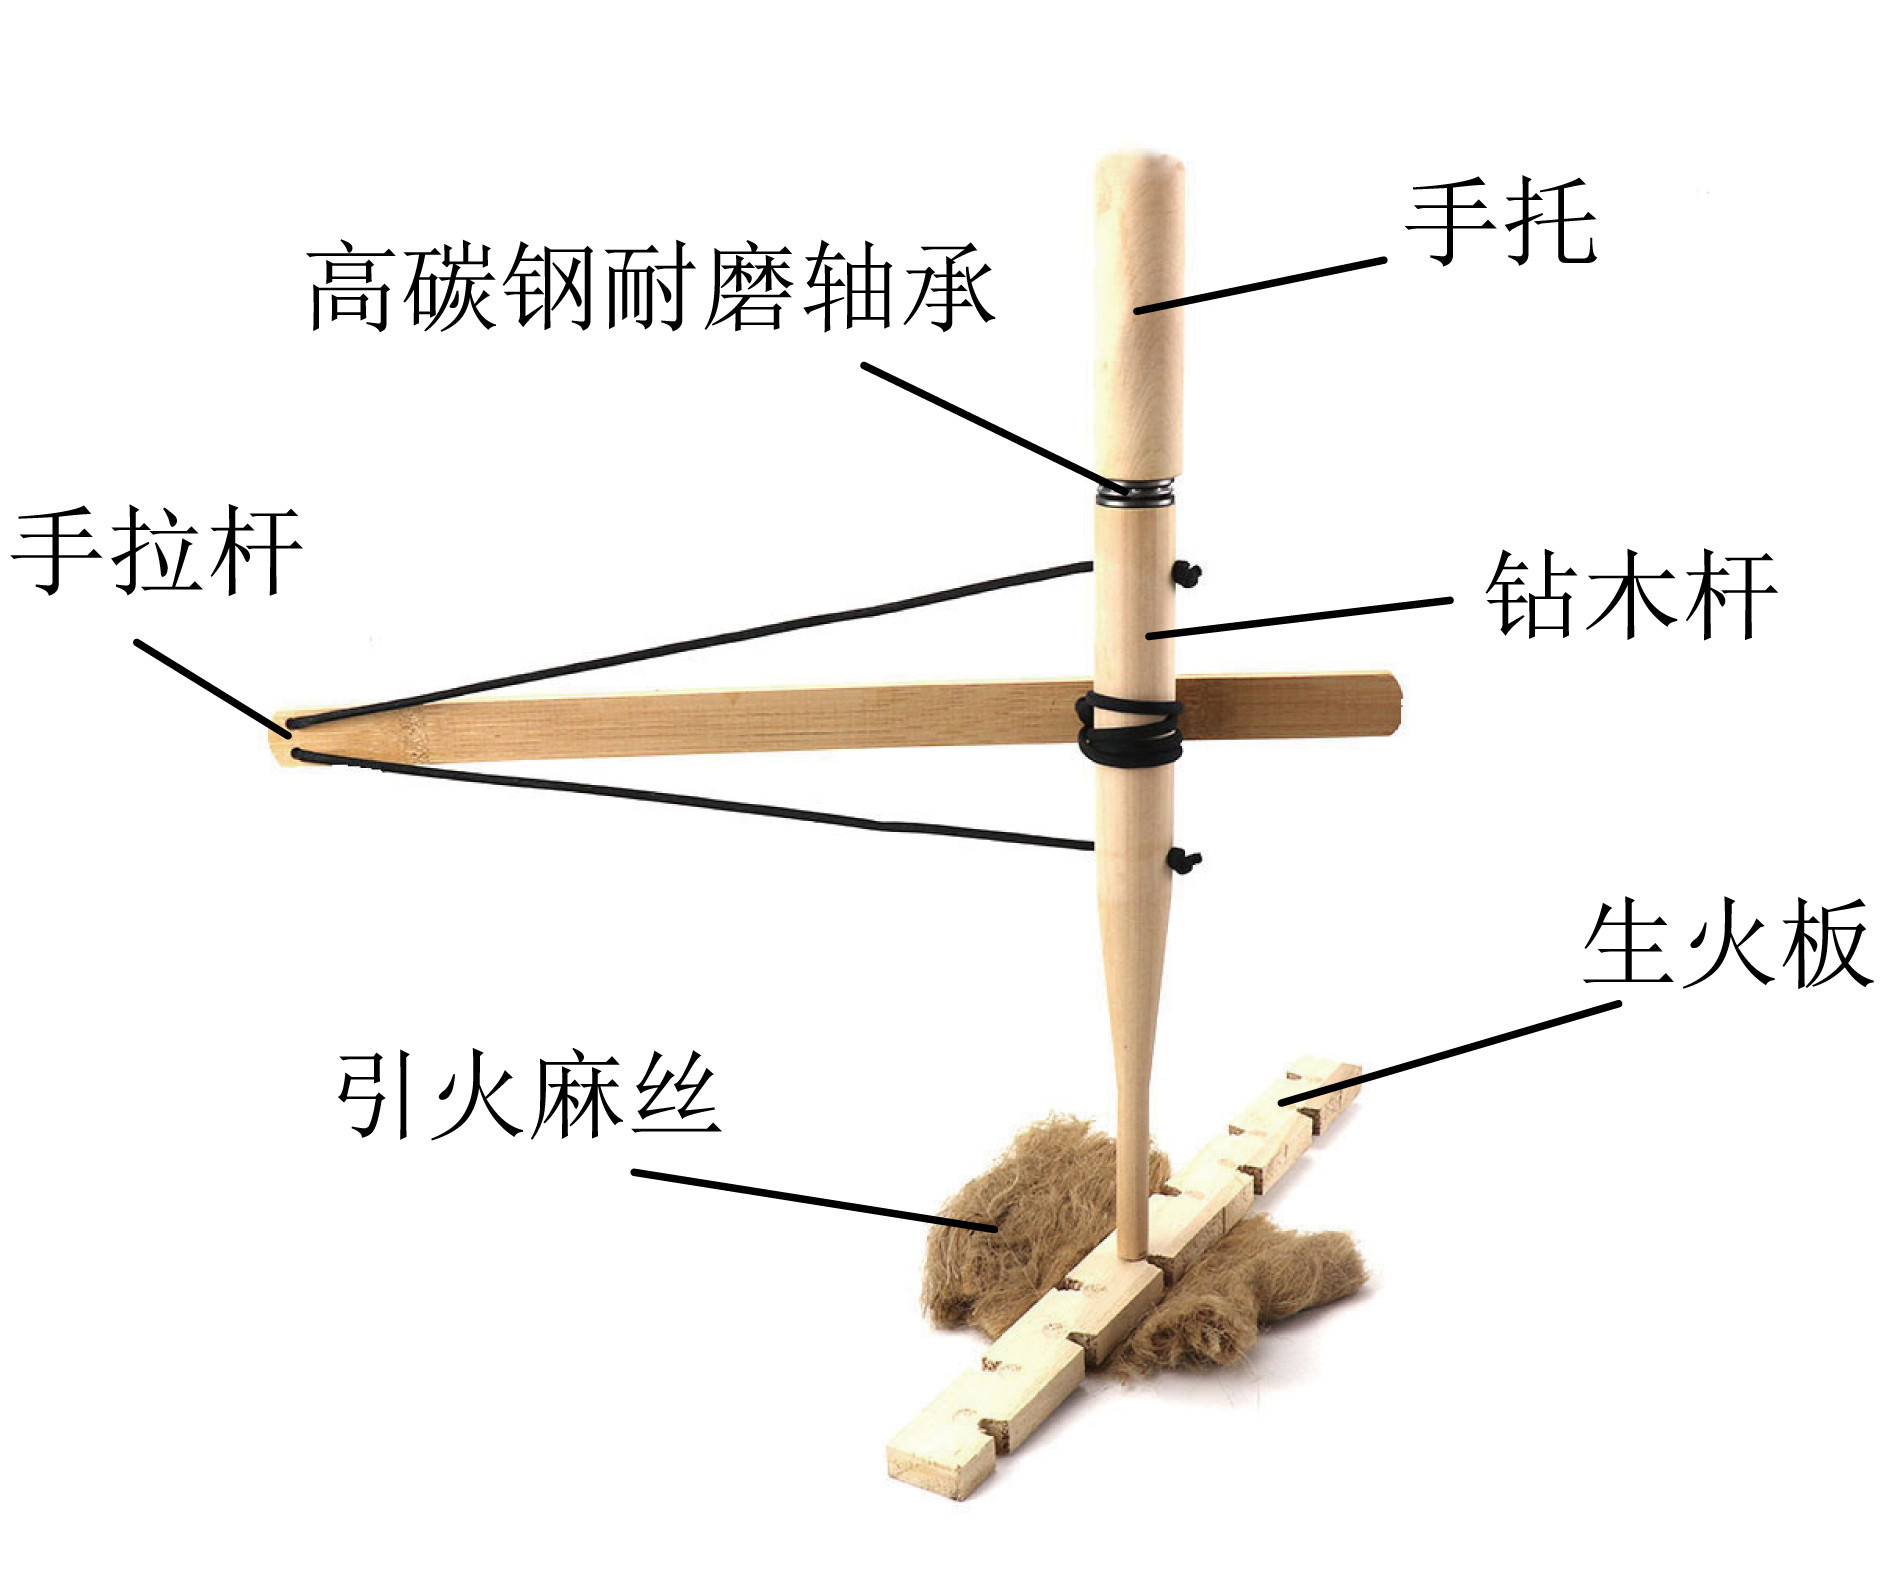 手托
高碳钢耐磨轴承
手拉杆
钻木杆
生火板
引火麻丝